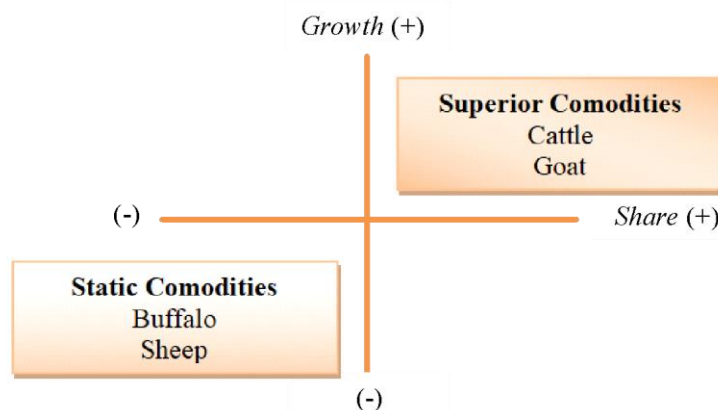 Growth (+)
Superior Comodities
Cattle
Goat
(-)
Share (+)
Static Comodities
Buffalo
Sheep
(-)